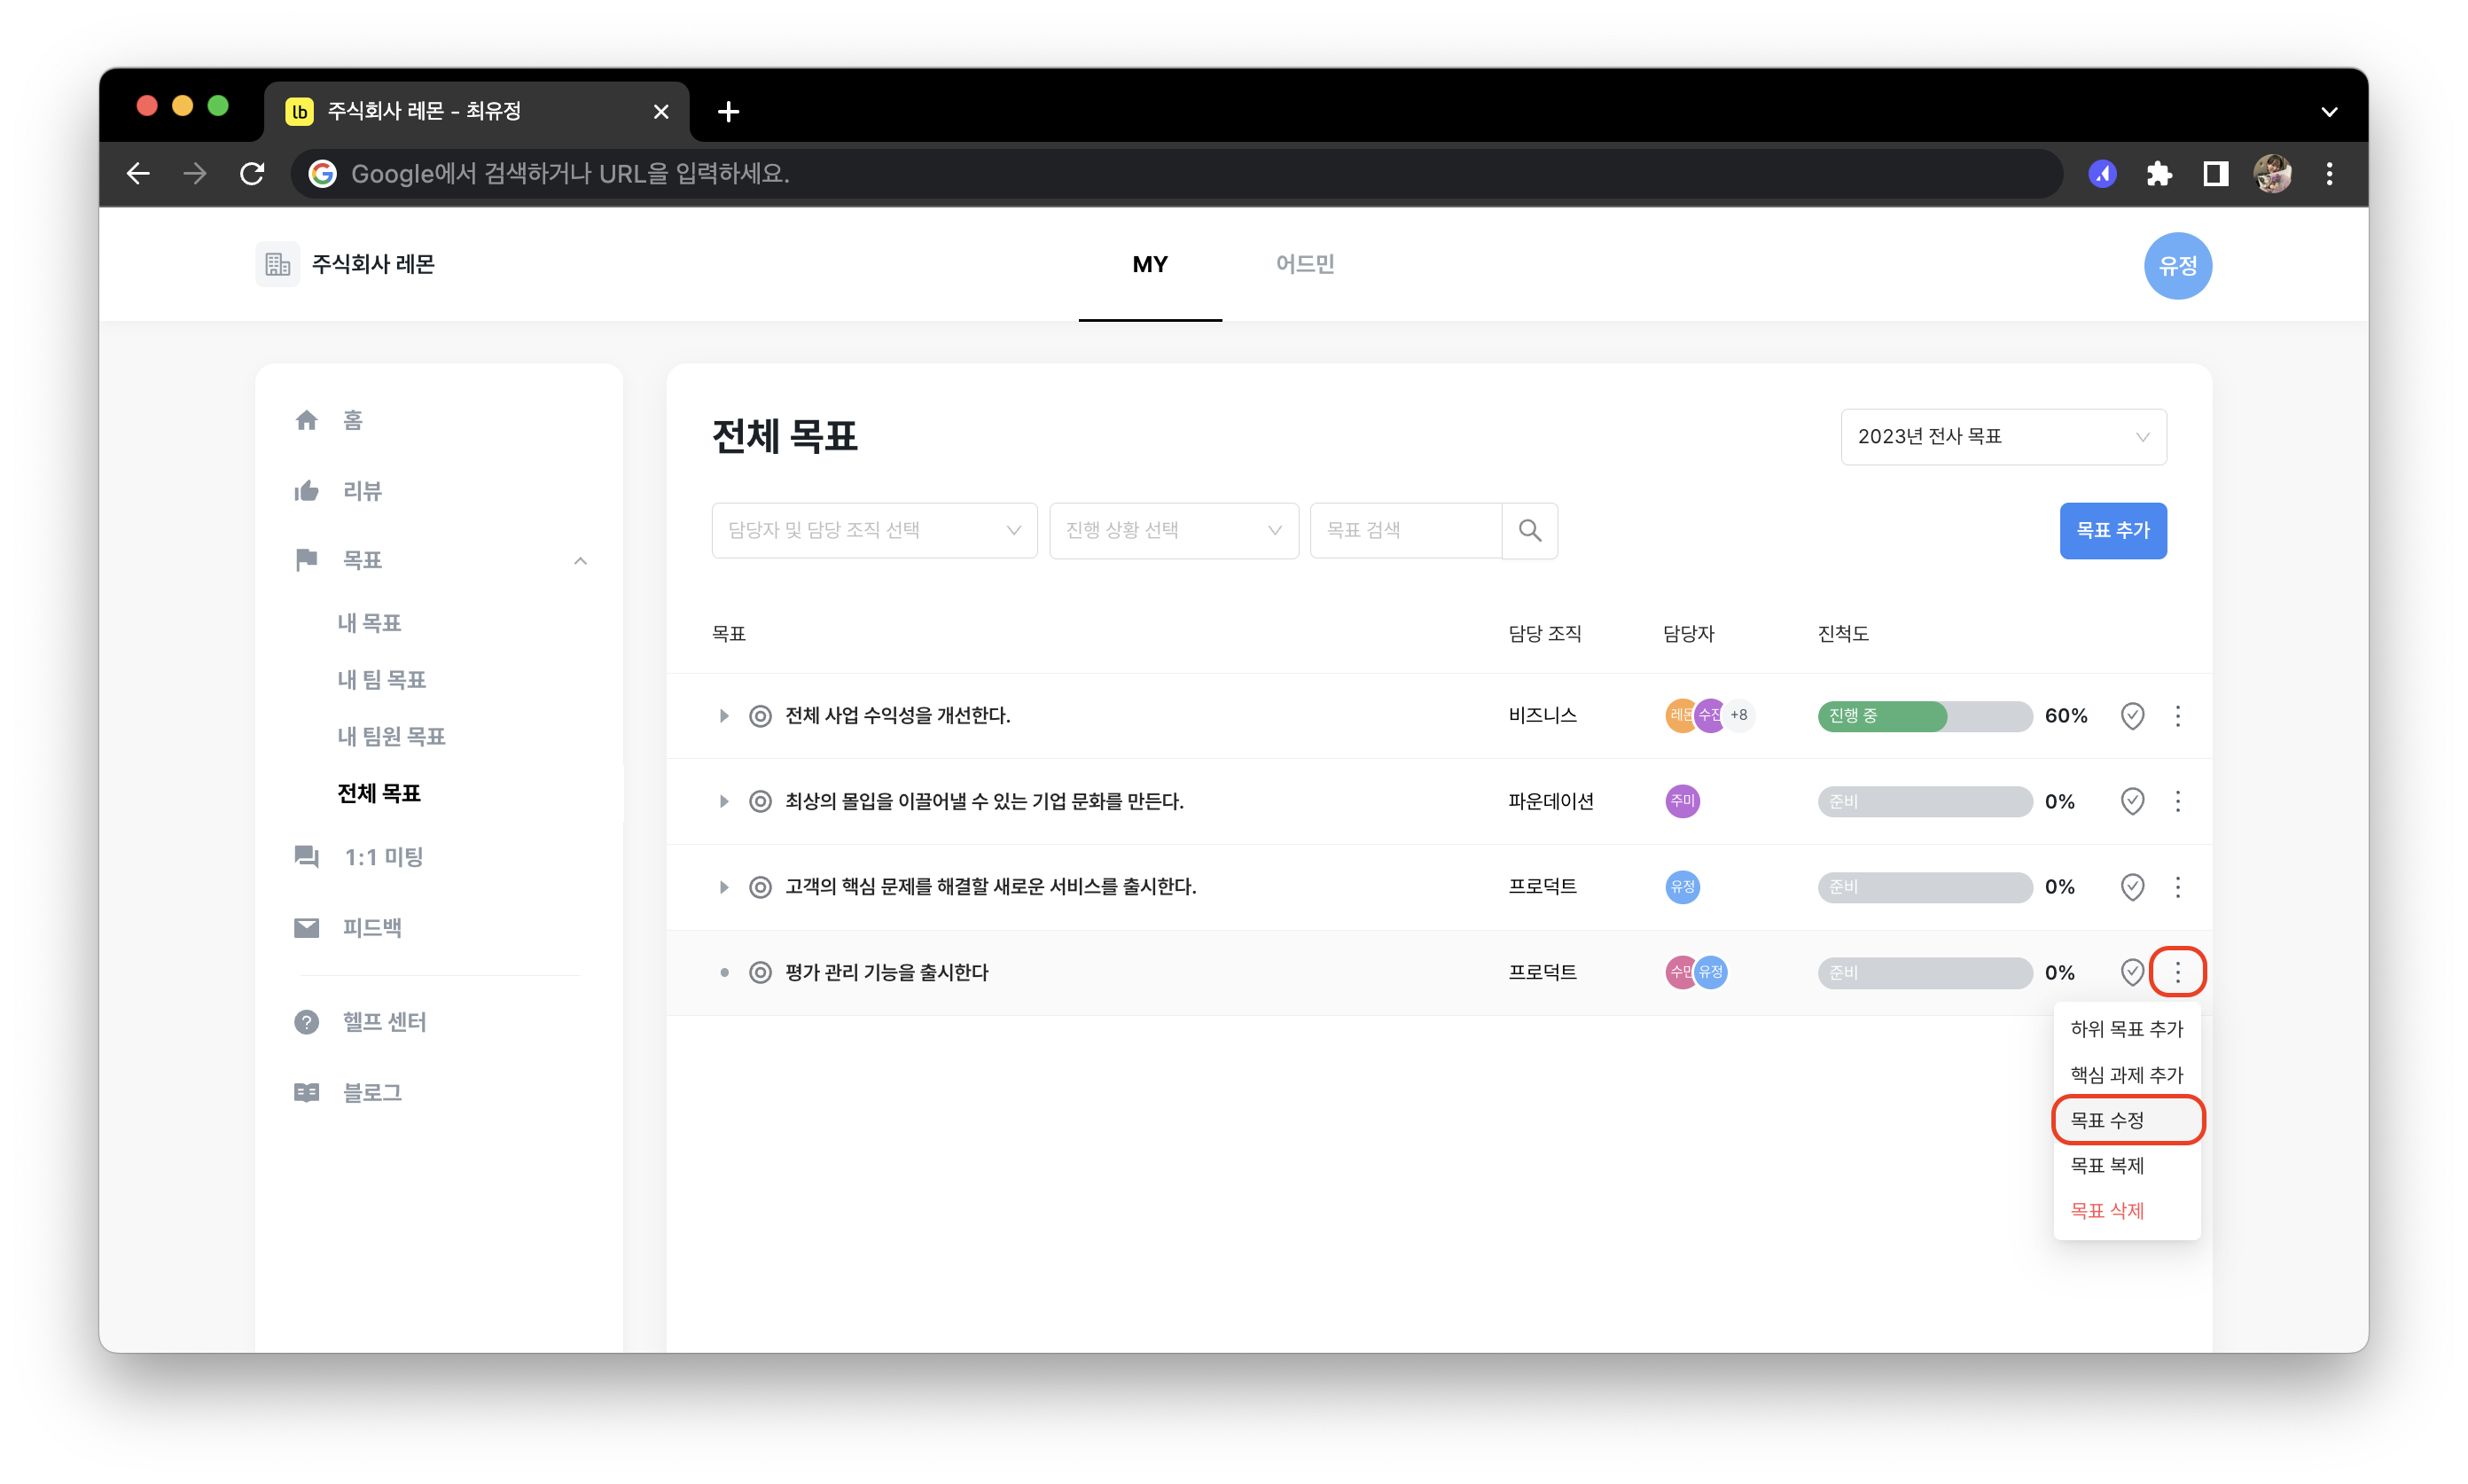 lb 주식회사 레몬 - 최유정
Google에서 검색하거나 URL을 입력하세요.
주식회사 레몬
MY
어드민
유정
홈
리뷰
목표
내 목표
내 팀 목표
내 팀원 목표
전체 목표
1:1 미팅
피드백
헬프 센터
블로그
전체 목표
2023년 전사 목표
담당자 및 담당 조직 선택
진행 상황 선택
목표 검색
목표 추가
목표 담당 조직 담당자 진척도
전체 사업 수익성을 개선한다. 비즈니스 레몬 수진 +8 진행 중 60%
최상의 몰입을 이끌어낼 수 있는 기업 문화를 만든다. 파운데이션 주미 준비 0%
고객의 핵심 문제를 해결할 새로운 서비스를 출시한다. 프로덕트 유정 준비 0%
평가 관리 기능을 출시한다 프로덕트 수민 유정 준비 0%
하위 목표 추가
핵심 과제 추가
목표 수정
목표 복제
목표 삭제